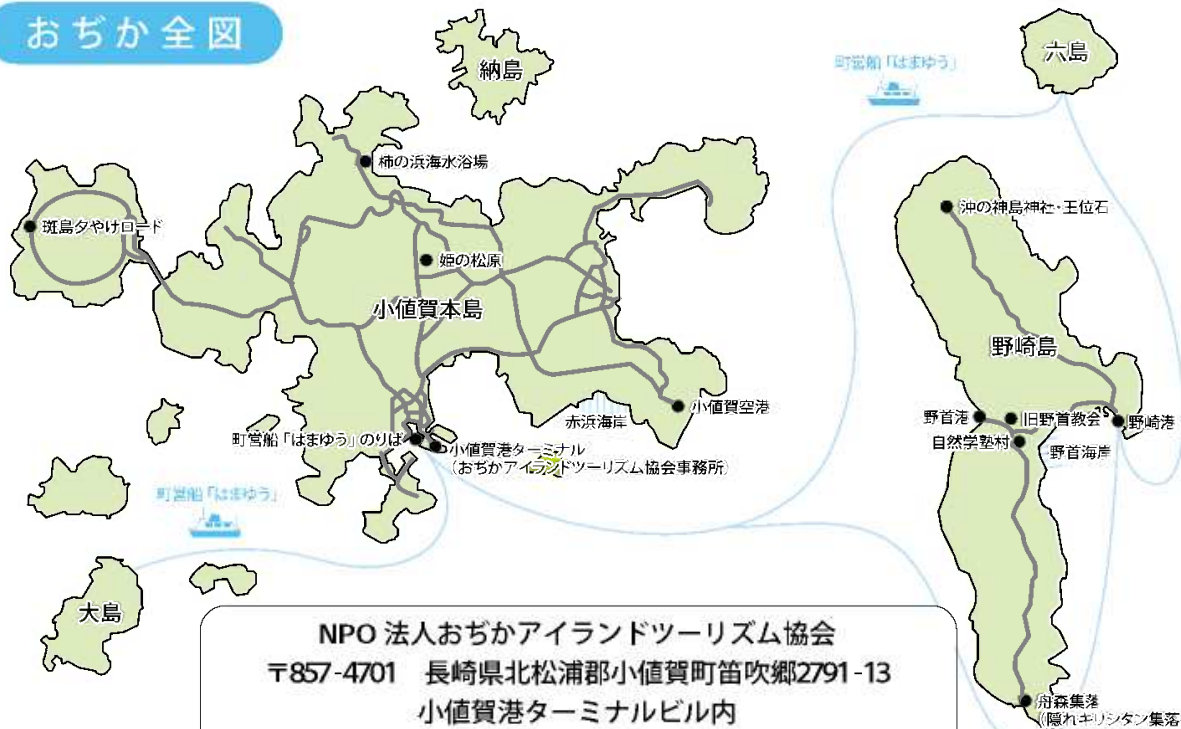 おぢか全図
納島
町営船「はまゆう」
六島
柿の浜海水浴場
斑島夕やけロード
沖の神島神社・王位石
姫の松原
小値賀本島
野崎島
小値賀空港
赤浜海岸
野首港
旧野首教会
野崎港
自然学塾村
野首海岸
町営船「はまゆう」のりば
小値賀港ターミナル
(おぢかアイランドツーリズム協会事務所)
町営船「はまゆう」
大島
NPO 法人おぢかアイランドツーリズム協会
〒857-4701 長崎県北松浦郡小値賀町笛吹郷2791-13
小値賀港ターミナルビル内
舟森集落
(隠れキリシタン集落